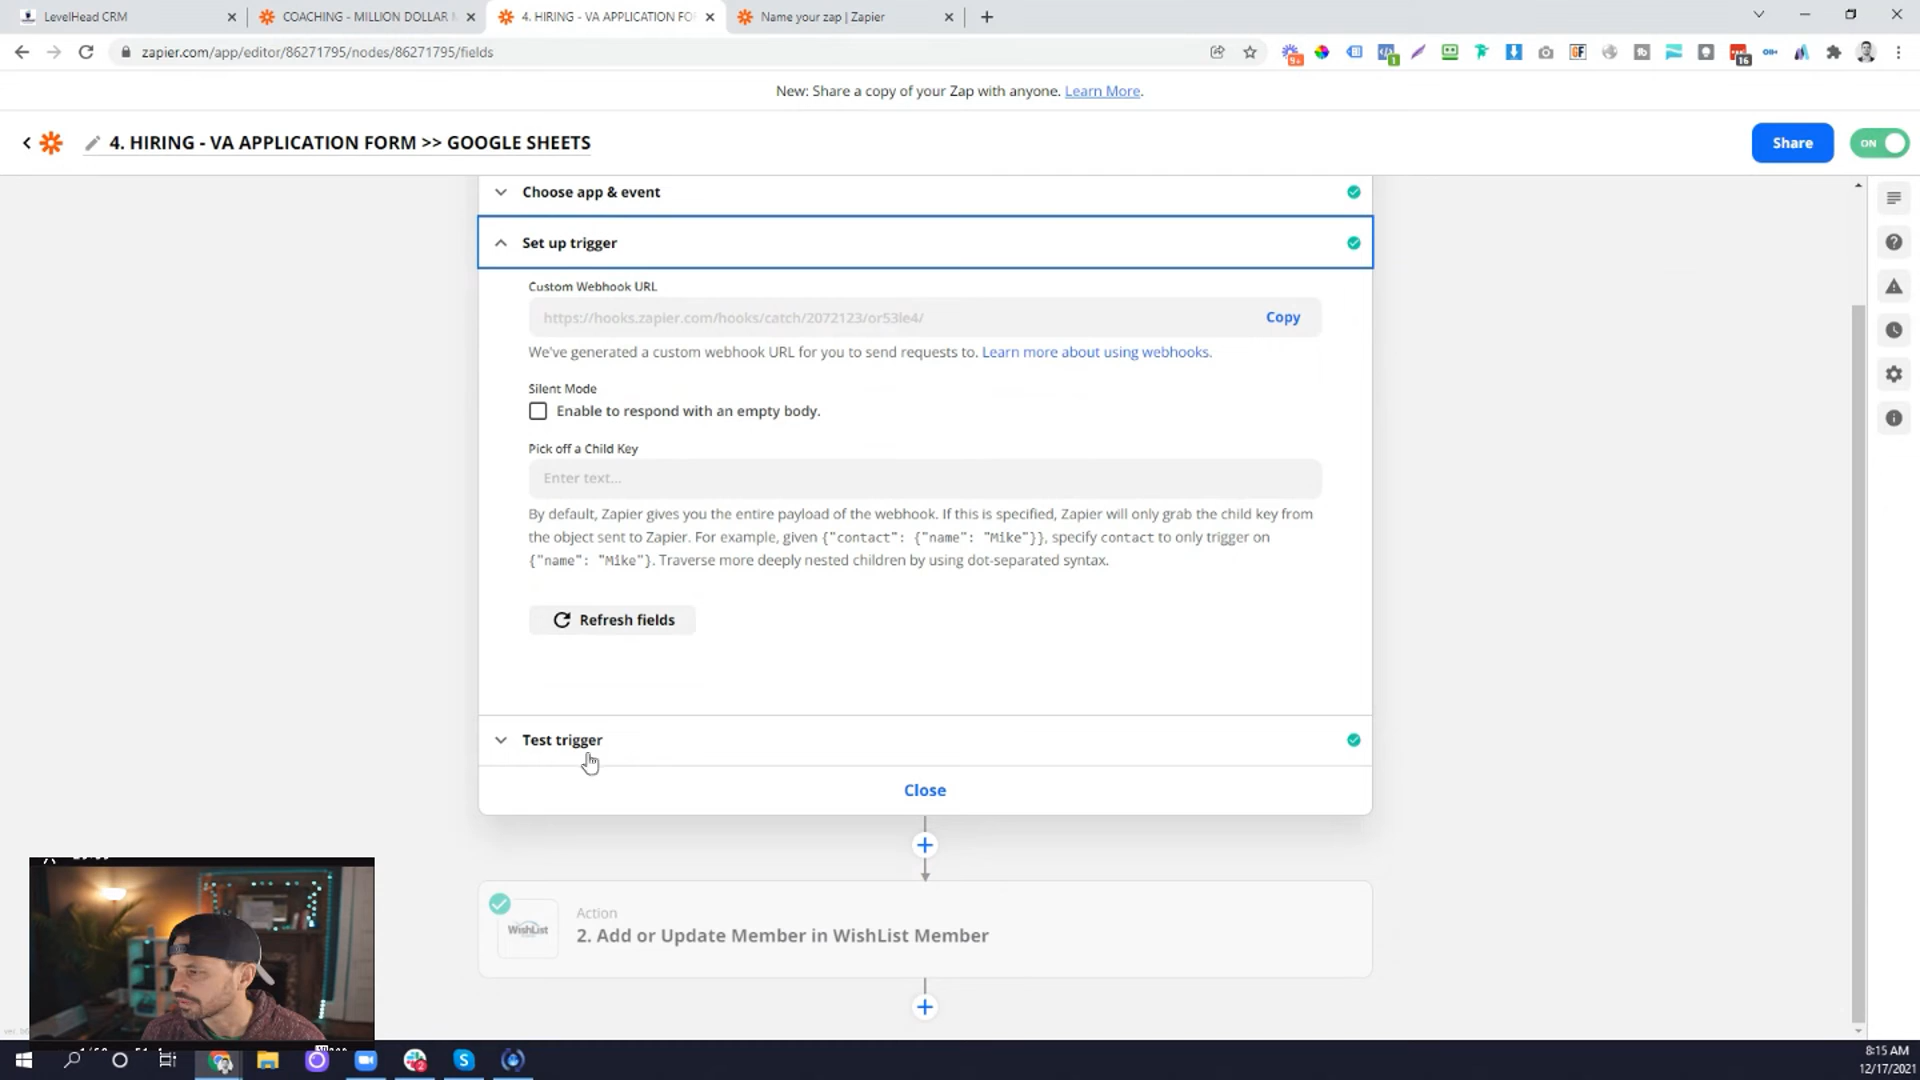 LevelHead CRM
COACHING - MILLION DOLLAR
4. HIRING - VA APPLICATION FO
Name your zap | Zapier
zapier.com/app/editor/86271795/nodes/86271795/fields
9+
1
GF
16
New: Share a copy of your Zap with anyone. Learn More.
4. HIRING - VA APPLICATION FORM >> GOOGLE SHEETS
Share
ON
Choose app & event
Set up trigger
Custom Webhook URL
https://hooks.zapier.com/hooks/catch/2072123/or53le4/
Copy
We've generated a custom webhook URL for you to send requests to. Learn more about using webhooks.
Silent Mode
Enable to respond with an empty body.
Pick off a Child Key
Enter text...
By default, Zapier gives you the entire payload of the webhook. If this is specified, Zapier will only grab the child key from
the object sent to Zapier. For example, given {"contact": {"name": "Mike"}}, specify contact to only trigger on
{"name": "Mike"}. Traverse more deeply nested children by using dot-separated syntax.
Refresh fields
Test trigger
Close
WishList
Action
2. Add or Update Member in WishList Member
8:15 AM
12/17/2021